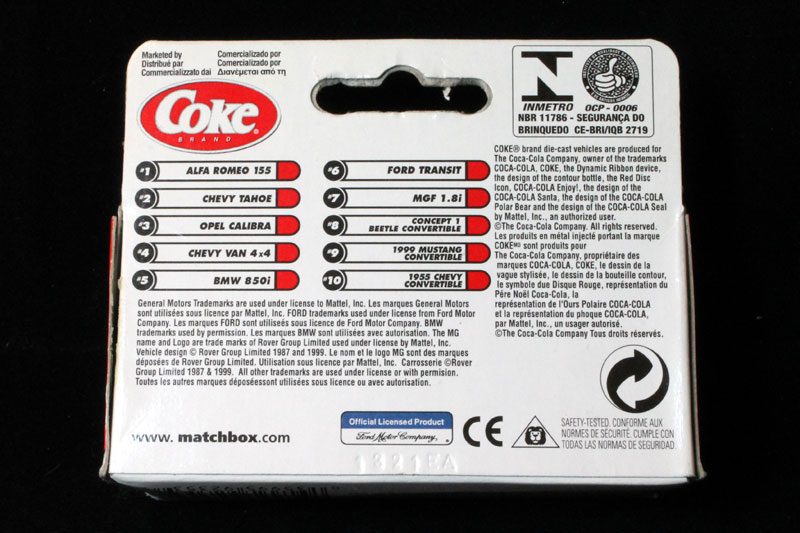 Marketed by
Distribué par
Commercializzato dai
Comercializado por
Comercializado por
Διανέμεται από τη
Coke
BRAND
®
N
INMETRO
OCP - 0006
NBR 11786 - SEGURANÇA DO
BRINQUEDO CE-BRI/IQB 2719
#1 ALFA ROMEO 155
#2 CHEVY TAHOE
#3 OPEL CALIBRA
#4 CHEVY VAN 4x4
#5 BMW 850i
#6 FORD TRANSIT
#7 MGF 1.8i
#8 CONCEPT 1
BEETLE CONVERTIBLE
#9 1999 MUSTANG
CONVERTIBLE
#10 1955 CHEVY
CONVERTIBLE
COKE® brand die-cast vehicles are produced for
The Coca-Cola Company, owner of the trademarks
COCA-COLA, COKE, the Dynamic Ribbon device,
the design of the contour bottle, the Red Disc
Icon, COCA-COLA Enjoy!, the design of the
COCA-COLA Santa, the design of the COCA-COLA
Polar Bear and the design of the COCA-COLA Seal
by Mattel, Inc., an authorized user.
©The Coca-Cola Company. All rights reserved.
Les produits en métal injecté portant la marque
COKE MD sont produits pour
The Coca-Cola Company, propriétaire des
marques COCA-COLA, COKE, le dessin de la
vague stylisée, le dessin de la bouteille contour,
le symbole due Disque Rouge, représentation du
Pére Noël Coca-Cola, la
représentation de l'Ours Polaire COCA-COLA
et la représentation du phoque COCA-COLA,
par Mattel, Inc., un usager autorisé.
©The Coca-Cola Company Tous droits réservés.
General Motors Trademarks are used under license to Mattel, Inc. Les marques General Motors
sont utilisées sous licence par Mattel, Inc. FORD trademarks used under license from Ford Motor
Company. Les marques FORD sont utilisées sous licence de Ford Motor Company. BMW
trademarks used by permission. Les marques BMW sont utilisées avec autorisation. The MG
name and Logo are trade marks of Rover Group Limited used under license by Mattel, Inc.
Vehicle design © Rover Group Limited 1987 and 1999. Le nom et le logo MG sont des marques
déposées de Rover Group Limited. Utilisation sous licence par Mattel, Inc. Carrosserie ©Rover
Group Limited 1987 & 1999. All other trademarks are used under license or with permission.
Toutes les autres marques déposéessont utilisées sous licence ou avec autorisation.
www.matchbox.com
Official Licensed Product
Ford Motor Company,
CE
SAFETY-TESTED. CONFORME AUX
NORMES DE SÉCURITÉ. CUMPLE CON
TODAS LAS NORMAS DE SEGURIDAD
1321EA